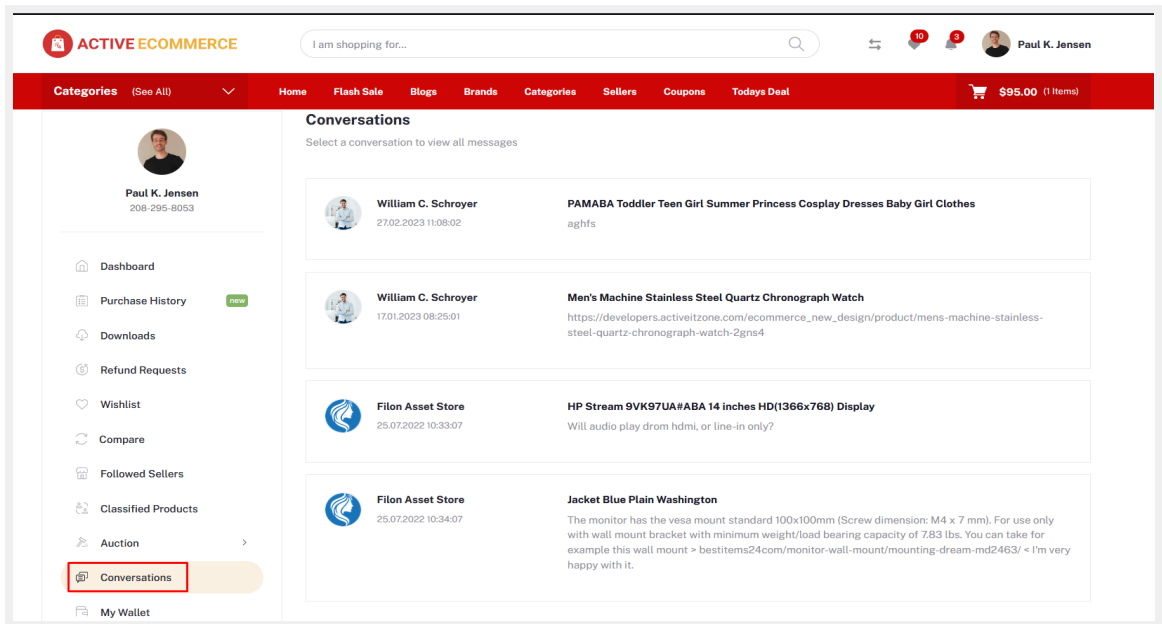 ACTIVE ECOMMERCE
I am shopping for...
10
3
Paul K. Jensen
Categories (See All)
Home Flash Sale Blogs Brands Categories Sellers Coupons Todays Deal
$95.00 (1 Items)
Paul K. Jensen
208-295-8053
Dashboard
Purchase History new
Downloads
Refund Requests
Wishlist
Compare
Followed Sellers
Classified Products
Auction
Conversations
My Wallet
Conversations
Select a conversation to view all messages
William C. Schroyer
27.02.2023 11:08:02
PAMABA Toddler Teen Girl Summer Princess Cosplay Dresses Baby Girl Clothes
aghfs
William C. Schroyer
17.01.2023 08:25:01
Men's Machine Stainless Steel Quartz Chronograph Watch
https://developers.activeitzone.com/ecommerce_new_design/product/mens-machine-stainless-
steel-quartz-chronograph-watch-2gns4
Filon Asset Store
25.07.2022 10:33:07
HP Stream 9VK97UA#ABA 14 inches HD(1366x768) Display
Will audio play drom hdmi, or line-in only?
Filon Asset Store
25.07.2022 10:34:07
Jacket Blue Plain Washington
The monitor has the vesa mount standard 100x100mm (Screw dimension: M4 x 7 mm). For use only
with wall mount bracket with minimum weight/load bearing capacity of 7.83 lbs. You can take for
example this wall mount > bestitems24com/monitor-wall-mount/mounting-dream-md2463/ < I'm very
happy with it.